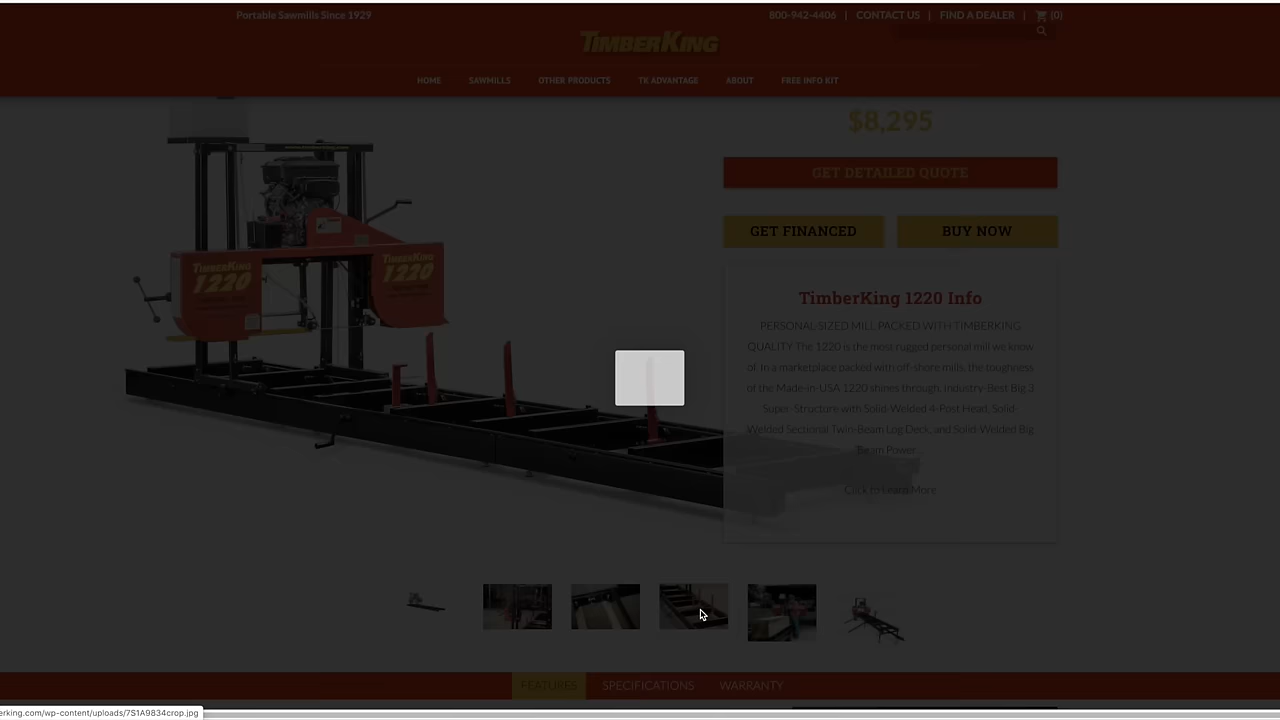 Portable Sawmills Since 1929
800-942-4406 | CONTACT US | FIND A DEALER | (0)
TIMBERKING
HOME SAWMILLS OTHER PRODUCTS TK ADVANTAGE ABOUT FREE INFO KIT
$8,295
GET DETAILED QUOTE
GET FINANCED BUY NOW
TIMBERKING
1220
TIMBERKING
1220
TimberKing 1220 Info
PERSONAL SIZED MILL PACKED WITH TIMBERKING
QUALITY The 1220 is the most rugged personal mill we know
of. In a marketplace packed with off-shore mills, the toughness
of the Made-in-USA 1220 shines through. Industry-Best Big 3
Super-Structure with Solid-Welded 4-Post Head, Solid-
Welded Sectional Twin-Beam Log Deck, and Solid-Welded Big
Beam Power...
Click to Learn More
FEATURES SPECIFICATIONS WARRANTY
erking.com/wp-content/uploads/7S1A9834crop.jpg